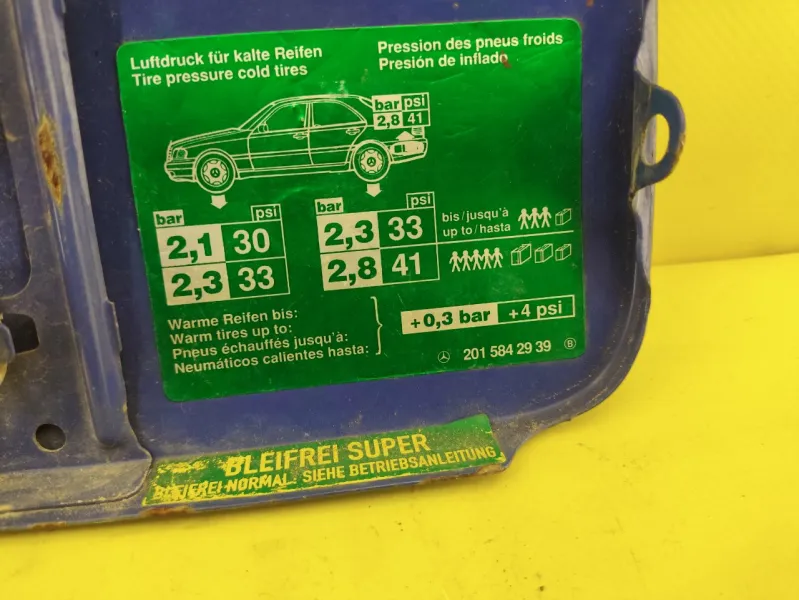 Luftdruck für kalte Reifen
Tire pressure cold tires
Pression des pneus froids
Presión de inflado
bar psi
2,8 41
bar psi
2,1 30
2,3 33
bar psi
2,3 33
2,8 41
bis/jusqu'à
up to/hasta
Warme Reifen bis:
Warm tires up to:
Pneus échauffés jusqu'à:
Neumáticos calientes hasta:
+0,3 bar +4 psi
201 584 29 39 B
BLEIFREI SUPER
BLEIFREI NORMAL - SIEHE BETRIEBSANLEITUNG